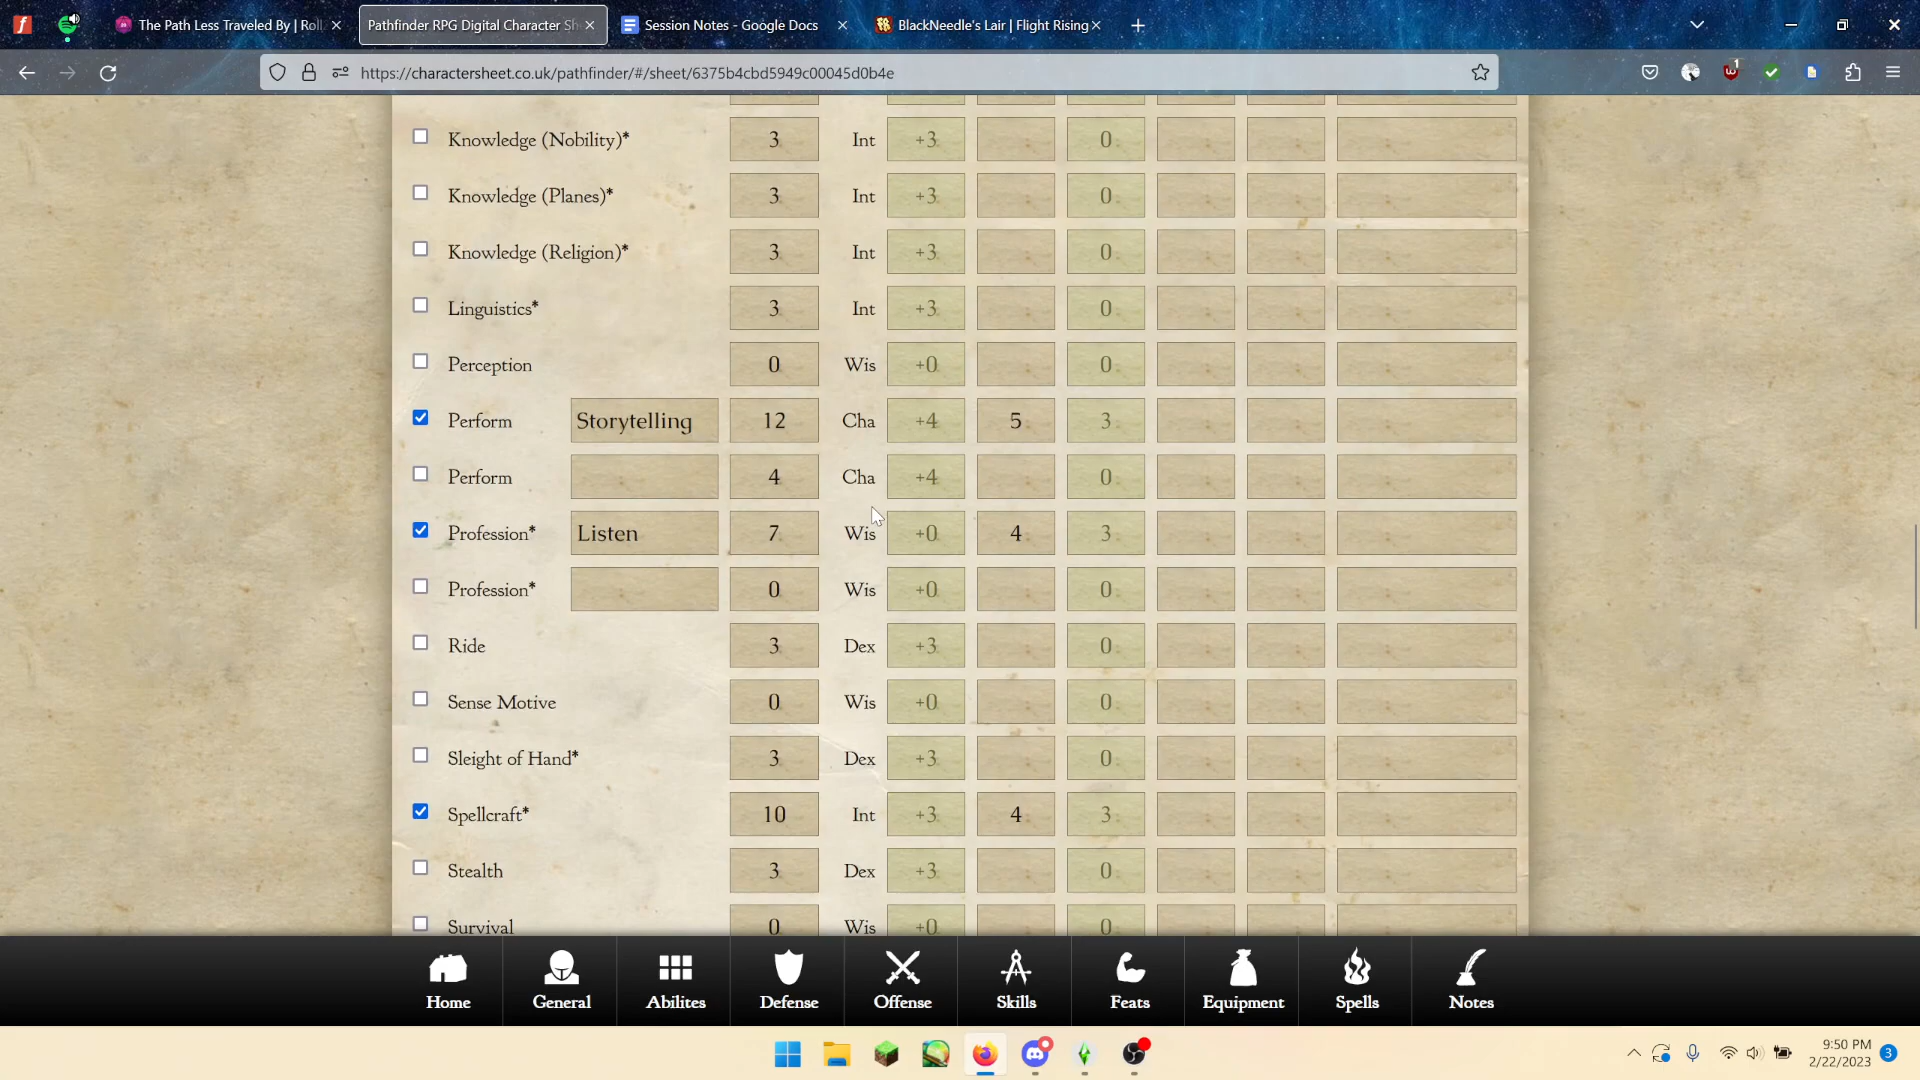 The Path Less Traveled By | Roll
Pathfinder RPG Digital Character Sh
Session Notes - Google Docs
BlackNeedle's Lair | Flight Rising
https://charactersheet.co.uk/pathfinder/#/sheet/6375b4cbd5949c00045d0b4e
1
Knowledge (Nobility)* 3 Int +3 0
Knowledge (Planes)* 3 Int +3 0
Knowledge (Religion)* 3 Int +3 0
Linguistics* 3 Int +3 0
Perception 0 Wis +0 0
Perform Storytelling 12 Cha +4 5 3
Perform 4 Cha +4 0
Profession* Listen 7 Wis +0 4 3
Profession* 0 Wis +0 0
Ride 3 Dex +3 0
Sense Motive 0 Wis +0 0
Sleight of Hand* 3 Dex +3 0
Spellcraft* 10 Int +3 4 3
Stealth 3 Dex +3 0
Survival 0 Wis +0 0
Home General Abilites Defense Offense Skills Feats Equipment Spells Notes
9:50 PM
2/22/2023 3